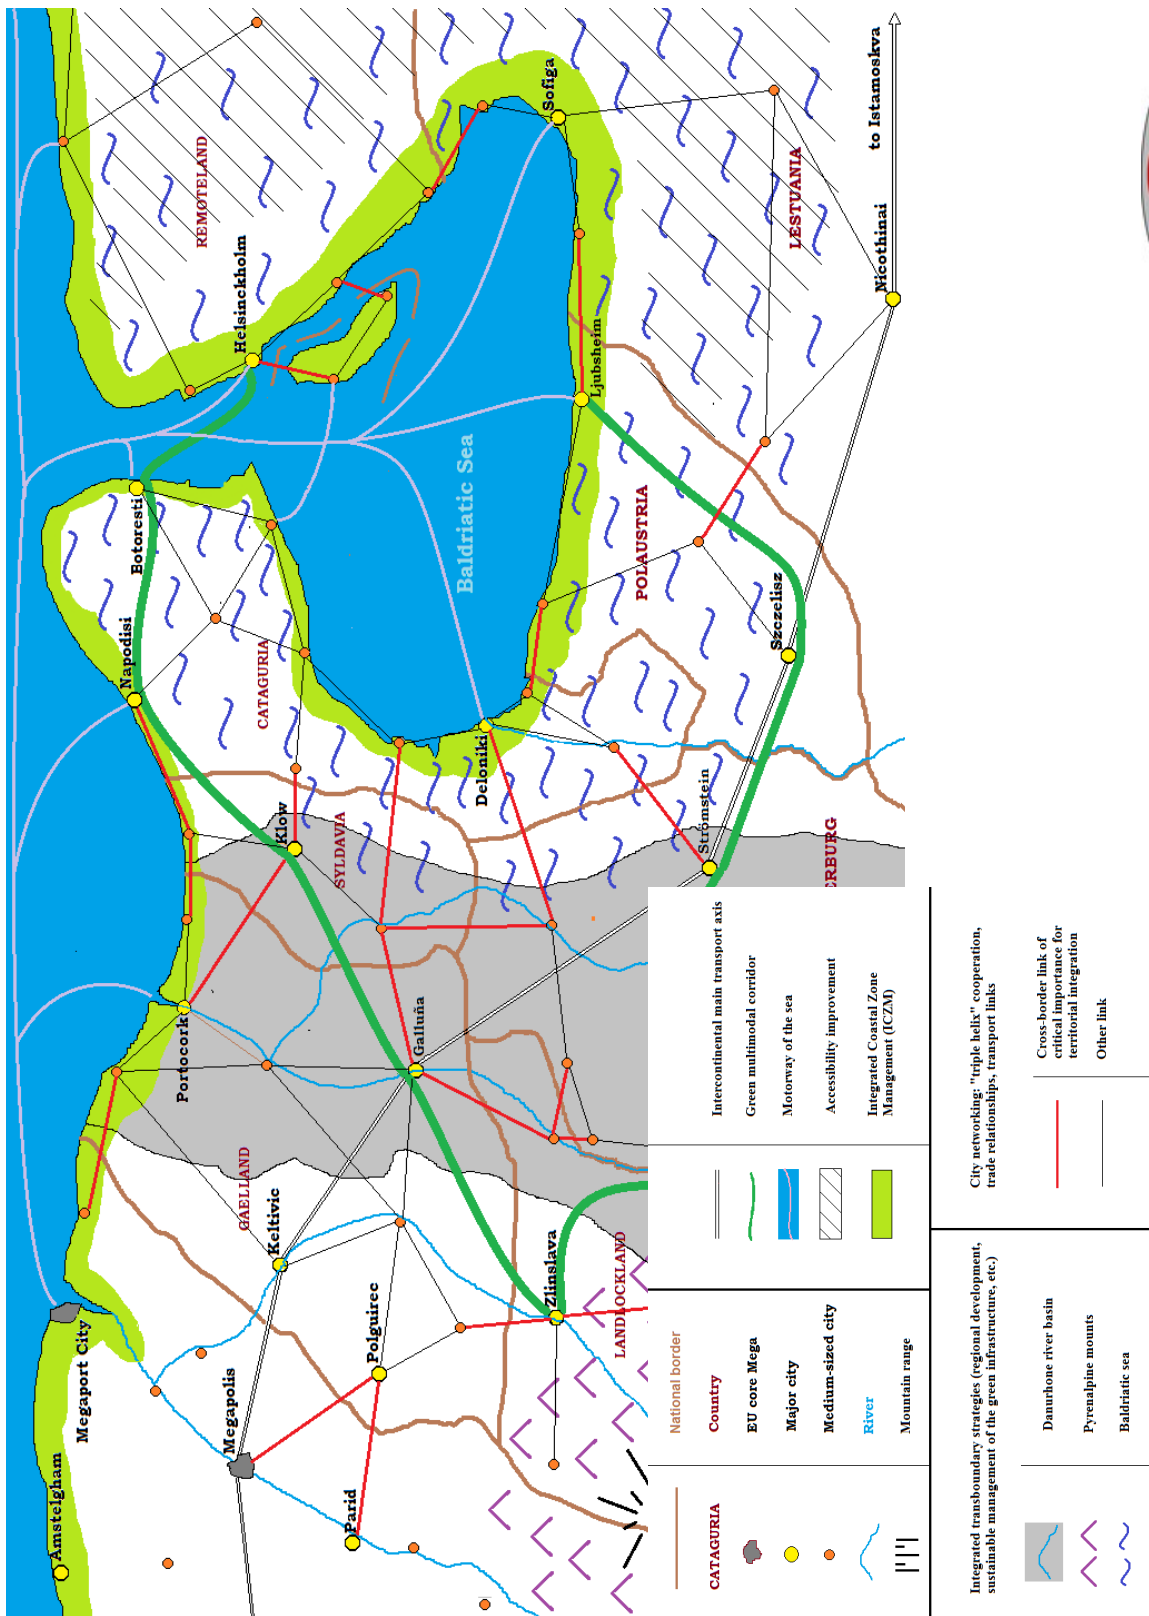 Amstelgham
Megaport City
Napodisi
Botoresti
Portocork
REMOTELAND
Megapolis
GAELLAND
Helsinckholm
CATAGURIA
Keltivic
Klow
SYLDAVIA
Parid
Polguirec
Galluña
Baldriatic Sea
Deloniki
Sofiga
Zlinslava
Ljubsheim
LANDLOCKLAND
POLAUSTRIA
Strömstein
Szczelisz
LESTUANIA
ERBURG
to Istamoskva
Nicothinai
National border
CATAGURIA
Country
EU core Mega
Major city
Medium-sized city
River
Mountain range
Intercontinental main transport axis
Green multimodal corridor
Motorway of the sea
Accessibility improvement
Integrated Coastal Zone
Management (ICZM)
Integrated transboundary strategies (regional development,
sustainable management of the green infrastructure, etc.)
Danurhone river basin
Pyrenalpine mounts
Baldriatic sea
City networking: "triple helix" cooperation,
trade relationships, transport links
Cross-border link of
critical importance for
territorial integration
Other link